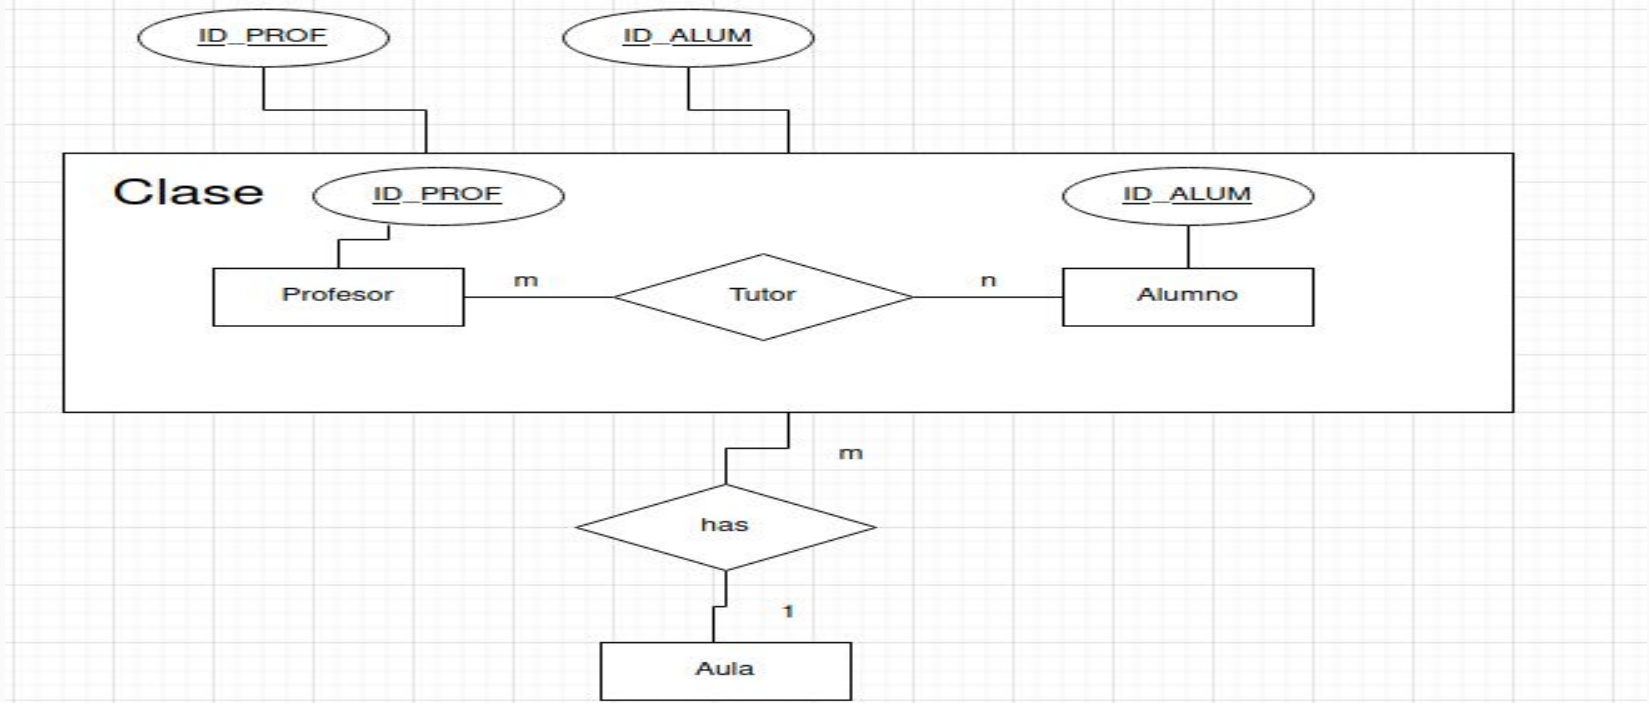 ID_PROF
ID_ALUM
Clase
ID_PROF
ID_ALUM
Profesor
m
Tutor
n
Alumno
m
has
1
Aula